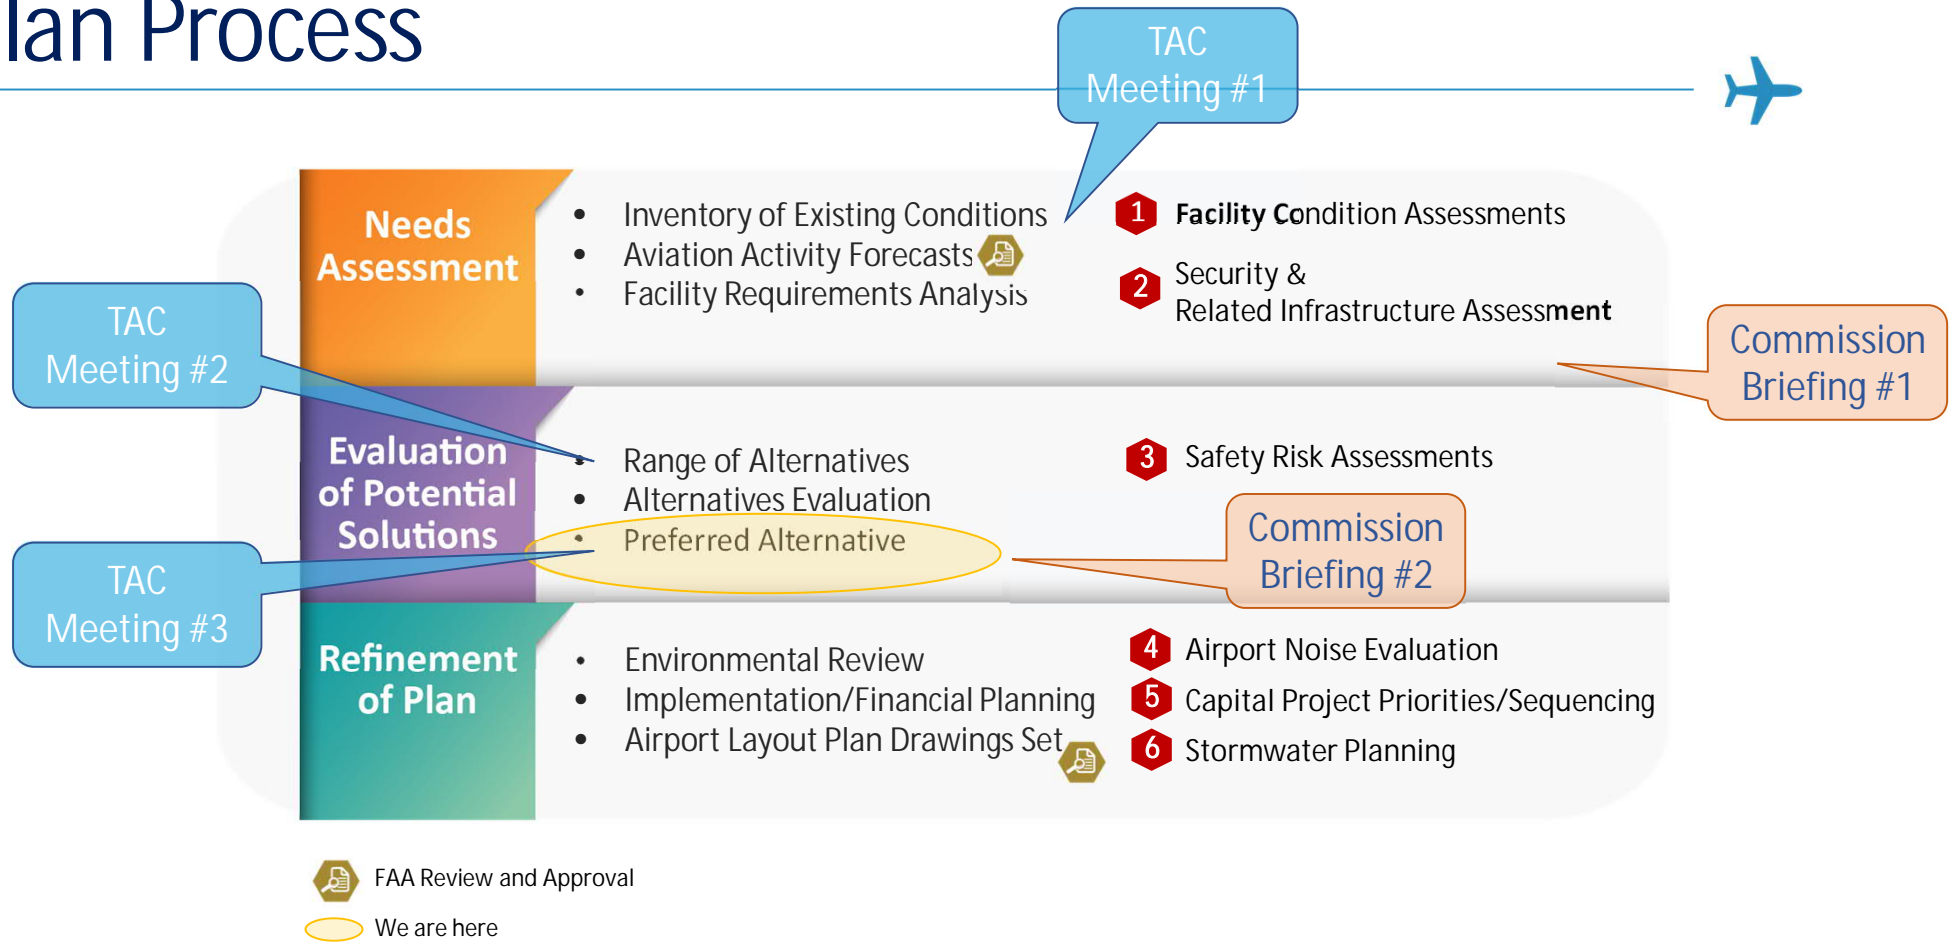 lan Process
TAC
Meeting #1
Needs
Assessment
• Inventory of Existing Conditions
• Aviation Activity Forecasts
• Facility Requirements Analysis
1 Facility Condition Assessments
2 Security &
Related Infrastructure Assessment
TAC
Meeting #2
Commission
Briefing #1
Evaluation
of Potential
Solutions
• Range of Alternatives
• Alternatives Evaluation
• Preferred Alternative
3 Safety Risk Assessments
Commission
Briefing #2
TAC
Meeting #3
Refinement
of Plan
• Environmental Review
• Implementation/Financial Planning
• Airport Layout Plan Drawings Set
4 Airport Noise Evaluation
5 Capital Project Priorities/Sequencing
6 Stormwater Planning
FAA Review and Approval
We are here